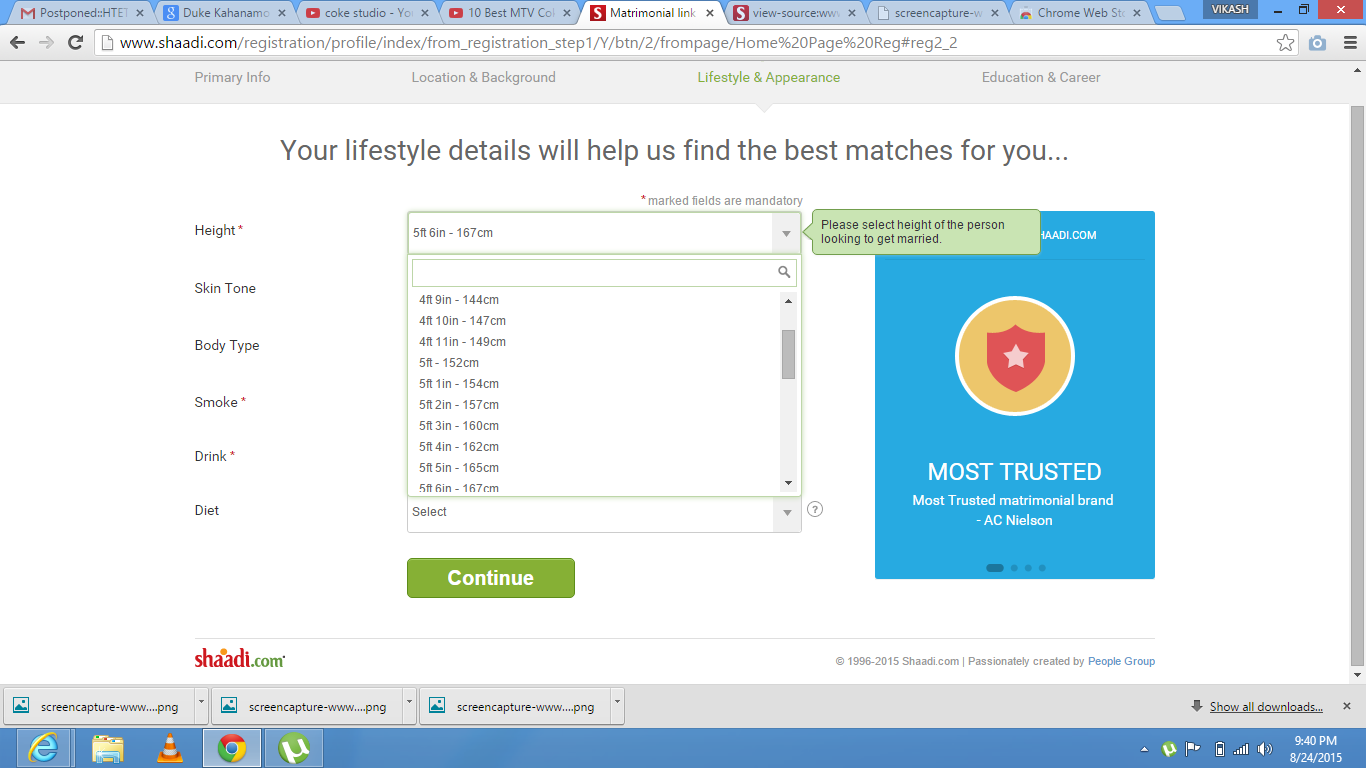 Postponed::HTET
Duke Kahanamo
coke studio - Yo
10 Best MTV Co
Matrimonial link
view-source:ww
screencapture-w
Chrome Web Sto
VIKASH
www.shaadi.com/registration/profile/index/from_registration_step1/Y/btn/2/frompage/Home%20Page%20Reg#reg2_2
Primary Info
Location & Background
Lifestyle & Appearance
Education & Career
Your lifestyle details will help us find the best matches for you...
* marked fields are mandatory
Height *
5ft 6in - 167cm
Please select height of the person
looking to get married.
HAADI.COM
4ft 9in - 144cm
4ft 10in - 147cm
4ft 11in - 149cm
5ft - 152cm
5ft 1in - 154cm
5ft 2in - 157cm
5ft 3in - 160cm
5ft 4in - 162cm
5ft 5in - 165cm
5ft 6in - 167cm
Skin Tone
Body Type
Smoke *
Drink *
Diet
Select
?
Continue
MOST TRUSTED
Most Trusted matrimonial brand
- AC Nielson
shaadi.com
© 1996-2015 Shaadi.com | Passionately created by People Group
screencapture-www....png
screencapture-www....png
screencapture-www....png
Show all downloads...
9:40 PM
8/24/2015